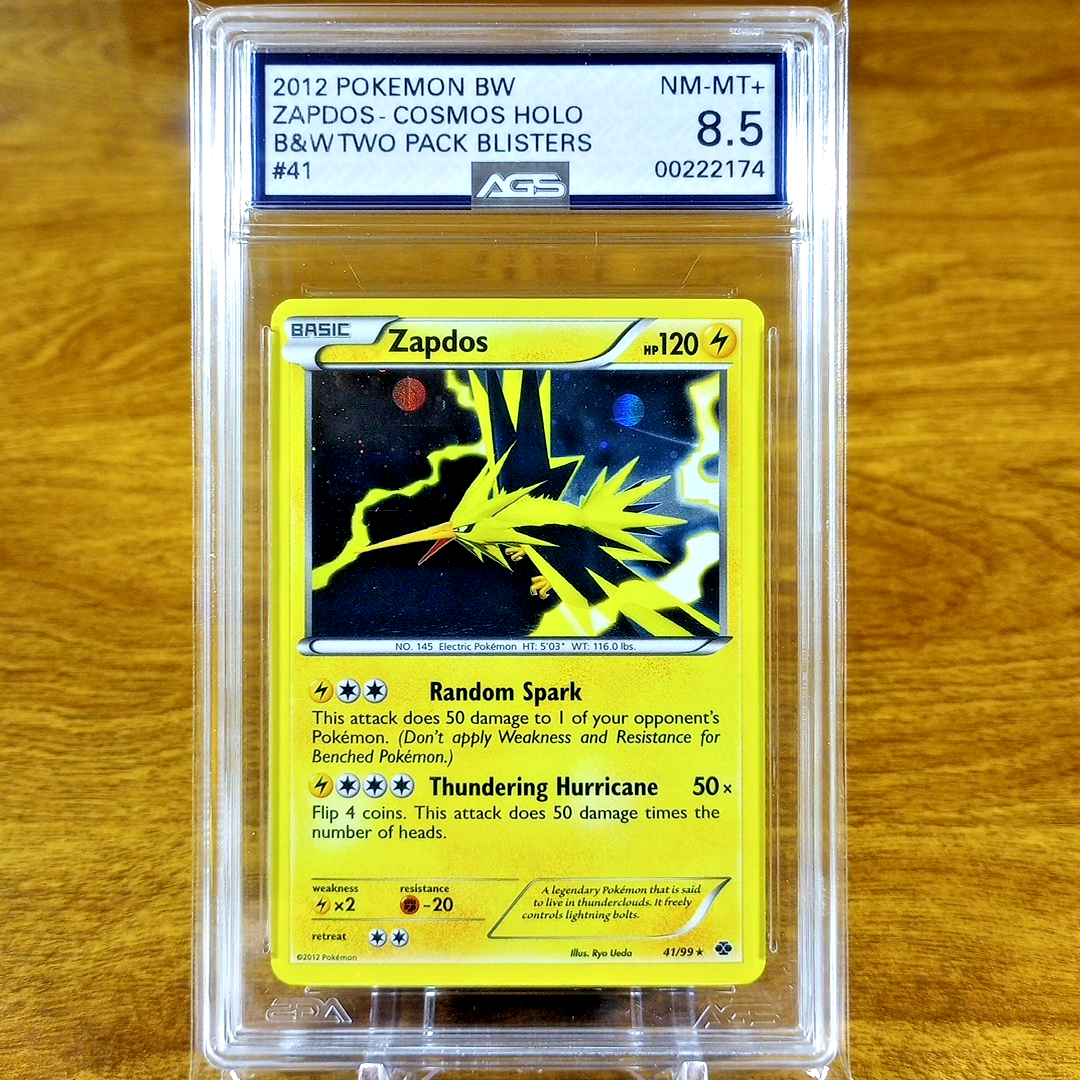 2012 POKEMON BW NM-MT+
ZAPDOS - COSMOS HOLO 8.5
B&W TWO PACK BLISTERS
#41 AGS 00222174
BASIC Zapdos HP120
NO. 145 Electric Pokémon HT: 5'03" WT: 116.0 lbs.
Random Spark
This attack does 50 damage to 1 of your opponent's
Pokémon. (Don't apply Weakness and Resistance for
Benched Pokémon.)
Thundering Hurricane 50×
Flip 4 coins. This attack does 50 damage times the
number of heads.
weakness resistance
×2 -20
A legendary Pokémon that is said
to live in thunderclouds. It freely
controls lightning bolts.
retreat
©2012 Pokémon Illus. Ryo Ueda 41/99 ★
AGS AGS